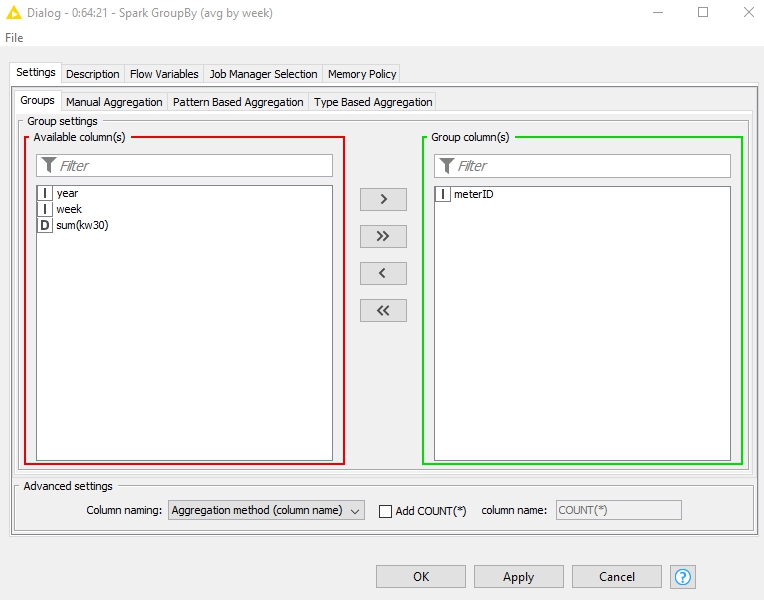 Dialog - 0:64:21 - Spark GroupBy (avg by week)
File
Settings Description Flow Variables Job Manager Selection Memory Policy
Groups Manual Aggregation Pattern Based Aggregation Type Based Aggregation
Group settings
Available column(s) Group column(s)
Filter Filter
I year I meterID
I week
D sum(kw30)
>
>>
<
<<
Advanced settings
Column naming: Aggregation method (column name) Add COUNT(*) column name: COUNT(*)
OK Apply Cancel ?